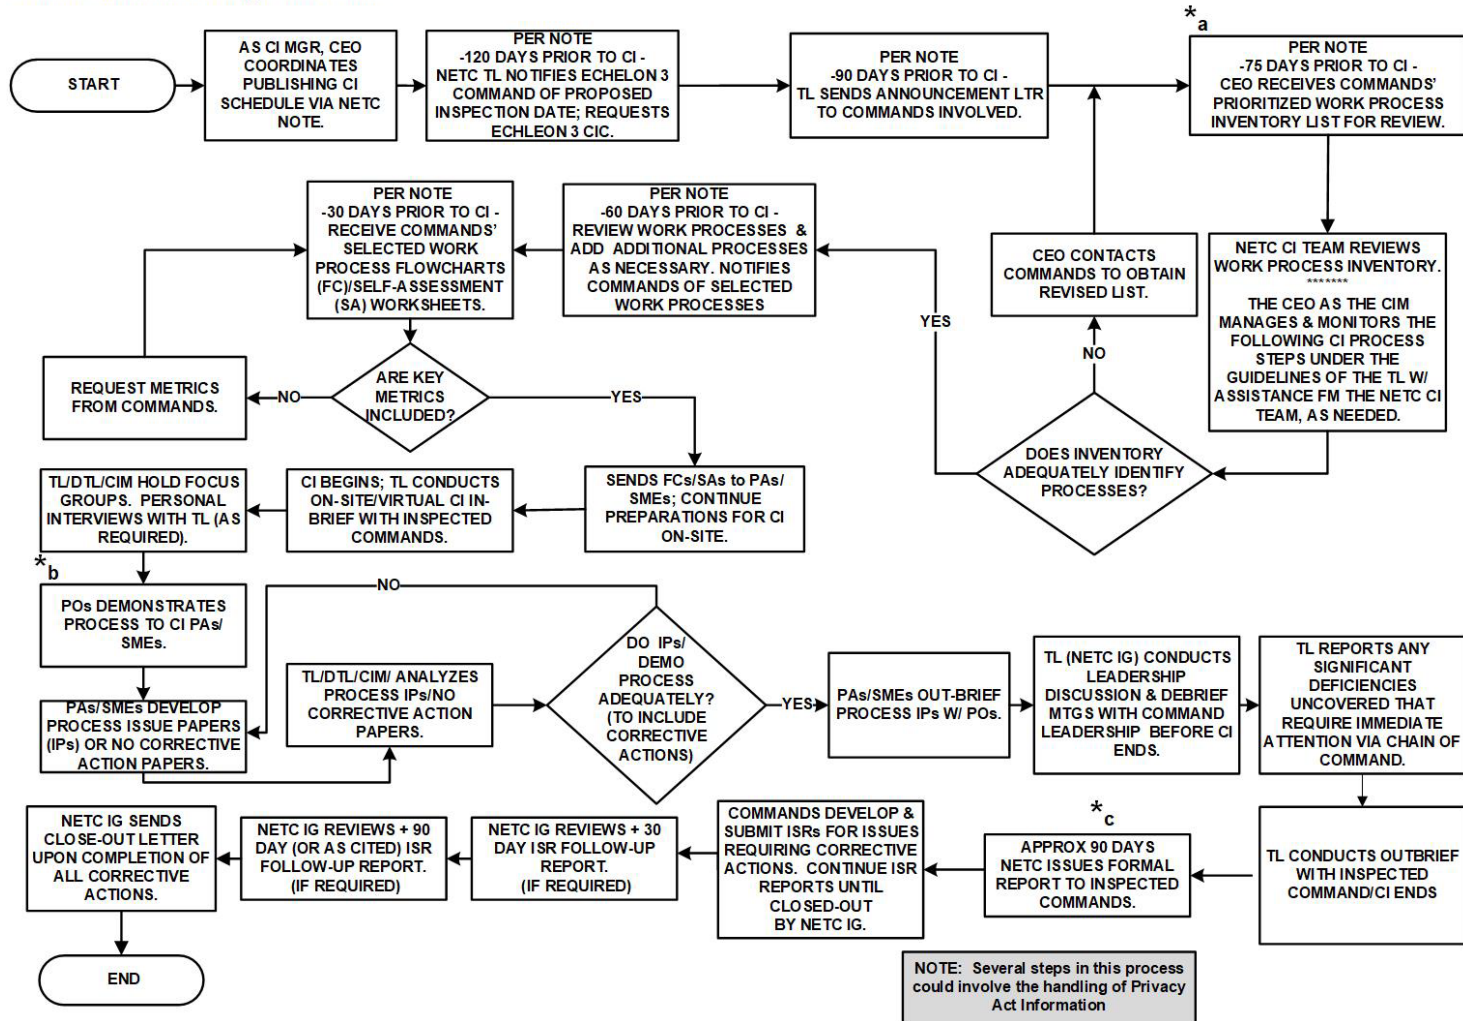 START
AS CI MGR, CEO
COORDINATES
PUBLISHING CI
SCHEDULE VIA NETC
NOTE.
PER NOTE
-120 DAYS PRIOR TO CI -
NETC TL NOTIFIES ECHELON 3
COMMAND OF PROPOSED
INSPECTION DATE; REQUESTS
ECHLEON 3 CIC.
PER NOTE
-90 DAYS PRIOR TO CI -
TL SENDS ANNOUNCEMENT LTR
TO COMMANDS INVOLVED.
*a
PER NOTE
-75 DAYS PRIOR TO CI -
CEO RECEIVES COMMANDS'
PRIORITIZED WORK PROCESS
INVENTORY LIST FOR REVIEW.
NETC CI TEAM REVIEWS
WORK PROCESS INVENTORY.
*******
THE CEO AS THE CIM
MANAGES & MONITORS THE
FOLLOWING CI PROCESS
STEPS UNDER THE
GUIDELINES OF THE TL W/
ASSISTANCE FM THE NETC CI
TEAM, AS NEEDED.
DOES INVENTORY
ADEQUATELY IDENTIFY
PROCESSES?
NO
CEO CONTACTS
COMMANDS TO OBTAIN
REVISED LIST.
YES
PER NOTE
-60 DAYS PRIOR TO CI -
REVIEW WORK PROCESSES &
ADD ADDITIONAL PROCESSES
AS NECESSARY. NOTIFIES
COMMANDS OF SELECTED
WORK PROCESSES
PER NOTE
-30 DAYS PRIOR TO CI -
RECEIVE COMMANDS'
SELECTED WORK
PROCESS FLOWCHARTS
(FC)/SELF-ASSESSMENT
(SA) WORKSHEETS.
ARE KEY
METRICS
INCLUDED?
NO
REQUEST METRICS
FROM COMMANDS.
YES
SENDS FCs/SAs to PAs/
SMEs; CONTINUE
PREPARATIONS FOR CI
ON-SITE.
CI BEGINS; TL CONDUCTS
ON-SITE/VIRTUAL CI IN-
BRIEF WITH INSPECTED
COMMANDS.
TL/DTL/CIM HOLD FOCUS
GROUPS. PERSONAL
INTERVIEWS WITH TL (AS
REQUIRED).
*b
POs DEMONSTRATES
PROCESS TO CI PAs/
SMEs.
PAs/SMEs DEVELOP
PROCESS ISSUE PAPERS
(IPs) OR NO CORRECTIVE
ACTION PAPERS.
TL/DTL/CIM/ ANALYZES
PROCESS IPs/NO
CORRECTIVE ACTION
PAPERS.
NO
DO IPs/
DEMO
PROCESS
ADEQUATELY?
(TO INCLUDE
CORRECTIVE
ACTIONS)
YES
PAs/SMEs OUT-BRIEF
PROCESS IPs W/ POs.
TL (NETC IG) CONDUCTS
LEADERSHIP
DISCUSSION & DEBRIEF
MTGS WITH COMMAND
LEADERSHIP BEFORE CI
ENDS.
TL REPORTS ANY
SIGNIFICANT
DEFICIENCIES
UNCOVERED THAT
REQUIRE IMMEDIATE
ATTENTION VIA CHAIN OF
COMMAND.
TL CONDUCTS OUTBRIEF
WITH INSPECTED
COMMAND/CI ENDS
*c
APPROX 90 DAYS
NETC ISSUES FORMAL
REPORT TO INSPECTED
COMMANDS.
COMMANDS DEVELOP &
SUBMIT ISRs FOR ISSUES
REQUIRING CORRECTIVE
ACTIONS. CONTINUE ISR
REPORTS UNTIL
CLOSED-OUT
BY NETC IG.
NETC IG REVIEWS + 30
DAY ISR FOLLOW-UP
REPORT.
(IF REQUIRED)
NETC IG REVIEWS + 90
DAY (OR AS CITED) ISR
FOLLOW-UP REPORT.
(IF REQUIRED)
NETC IG SENDS
CLOSE-OUT LETTER
UPON COMPLETION OF
ALL CORRECTIVE
ACTIONS.
END
NOTE: Several steps in this process
could involve the handling of Privacy
Act Information